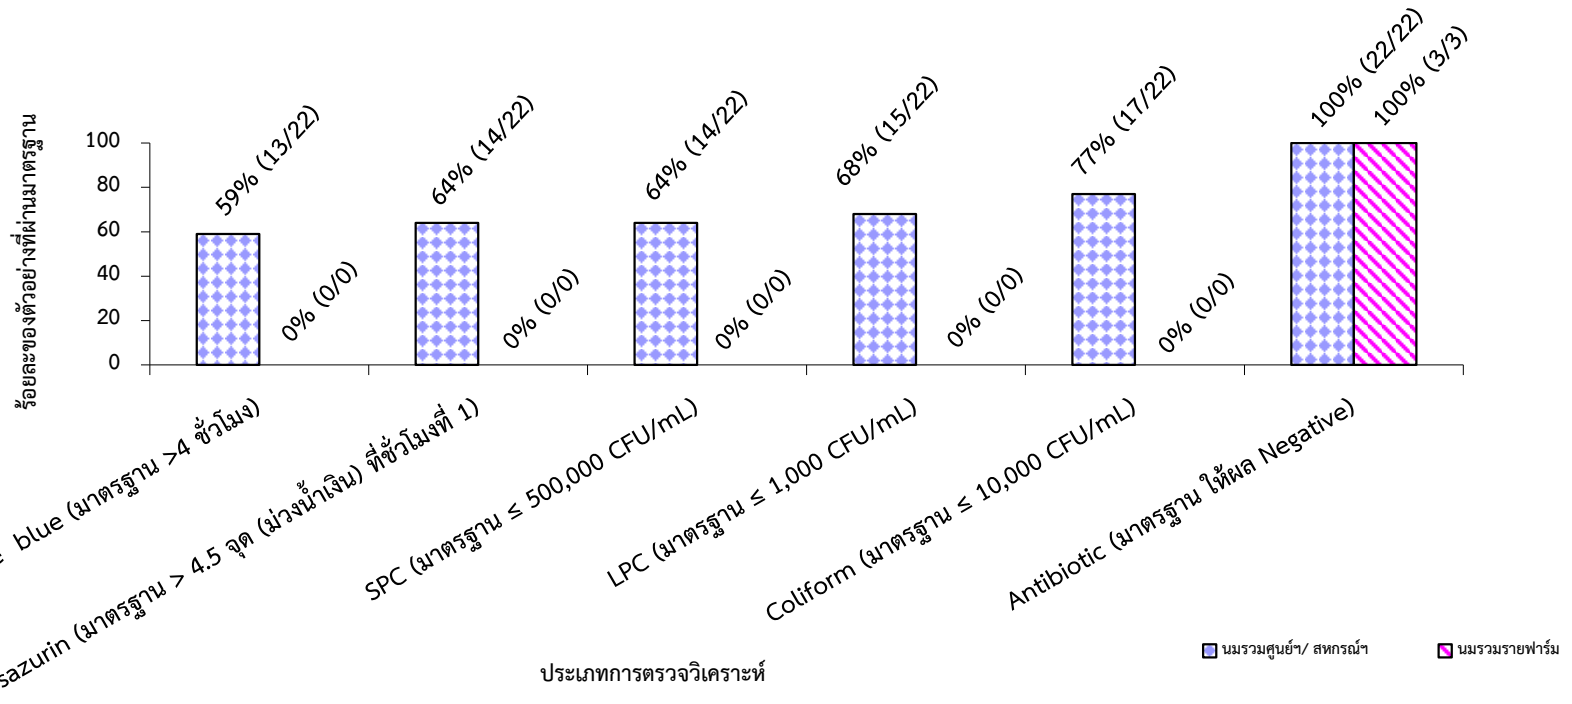 ร้อยละของตัวอย่างที่ผ่านมาตรฐาน
100
80
60
40
20
0
59% (13/22)
0% (0/0)
64% (14/22)
0% (0/0)
64% (14/22)
0% (0/0)
68% (15/22)
0% (0/0)
77% (17/22)
0% (0/0)
100% (22/22)
100% (3/3)
blue (มาตรฐาน >4 ชั่วโมง)
sazurin (มาตรฐาน > 4.5 จุด (ม่วงน้ำเงิน) ที่ชั่วโมงที่ 1)
SPC (มาตรฐาน ≤ 500,000 CFU/mL)
LPC (มาตรฐาน ≤ 1,000 CFU/mL)
Coliform (มาตรฐาน ≤ 10,000 CFU/mL)
Antibiotic (มาตรฐาน ให้ผล Negative)
ประเภทการตรวจวิเคราะห์
นมรวมศูนย์ฯ/ สหกรณ์ฯ
นมรวมรายฟาร์ม